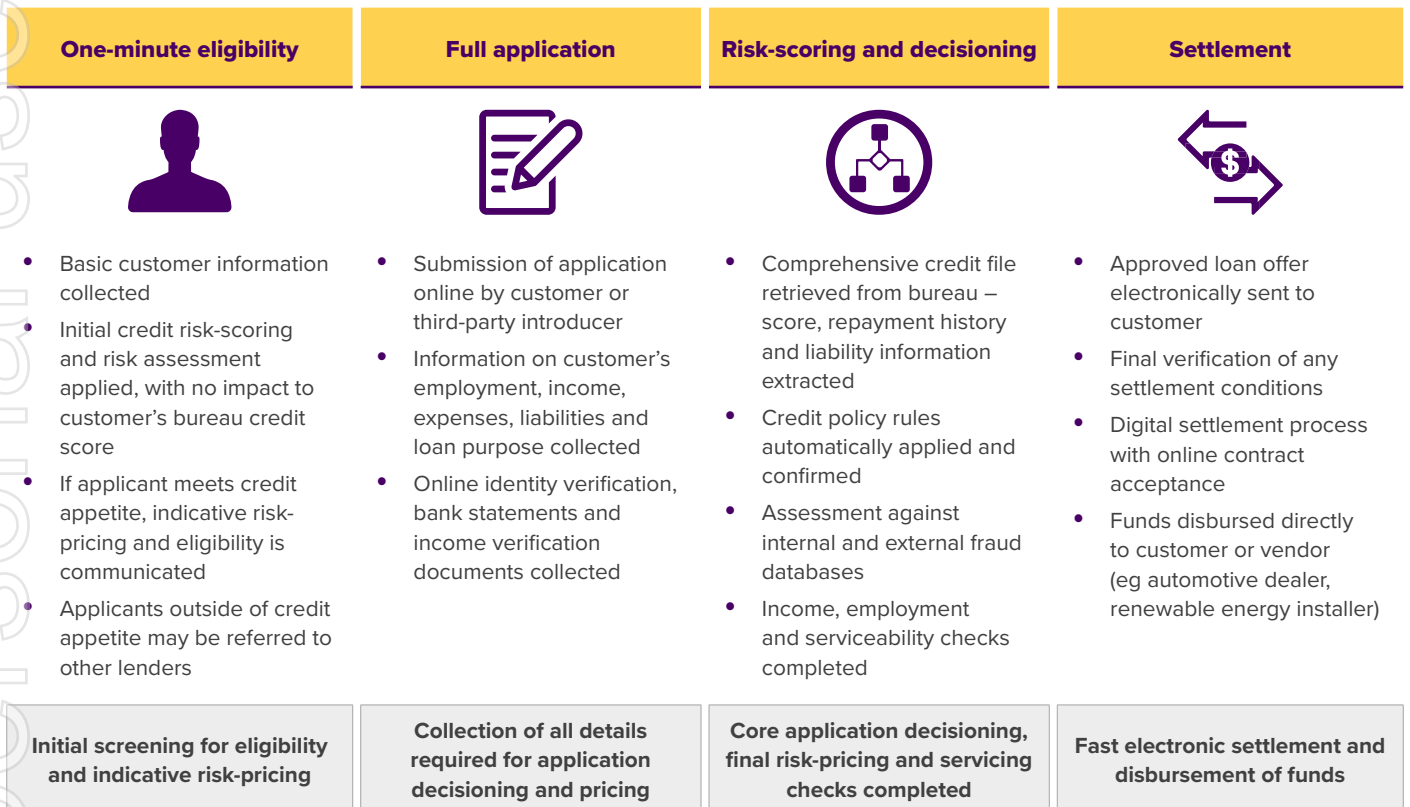 One-minute eligibility
Full application
Risk-scoring and decisioning
Settlement
$
• Basic customer information
collected
• Initial credit risk-scoring
and risk assessment
applied, with no impact to
customer's bureau credit
score
• If applicant meets credit
appetite, indicative risk-
pricing and eligibility is
communicated
• Applicants outside of credit
appetite may be referred to
other lenders
• Submission of application
online by customer or
third-party introducer
• Information on customer's
employment, income,
expenses, liabilities and
loan purpose collected
• Online identity verification,
bank statements and
income verification
documents collected
• Comprehensive credit file
retrieved from bureau –
score, repayment history
and liability information
extracted
• Credit policy rules
automatically applied and
confirmed
• Assessment against
internal and external fraud
databases
• Income, employment
and serviceability checks
completed
• Approved loan offer
electronically sent to
customer
• Final verification of any
settlement conditions
• Digital settlement process
with online contract
acceptance
• Funds disbursed directly
to customer or vendor
(eg automotive dealer,
renewable energy installer)
Initial screening for eligibility
and indicative risk-pricing
Collection of all details
required for application
decisioning and pricing
Core application decisioning,
final risk-pricing and servicing
checks completed
Fast electronic settlement and
disbursement of funds